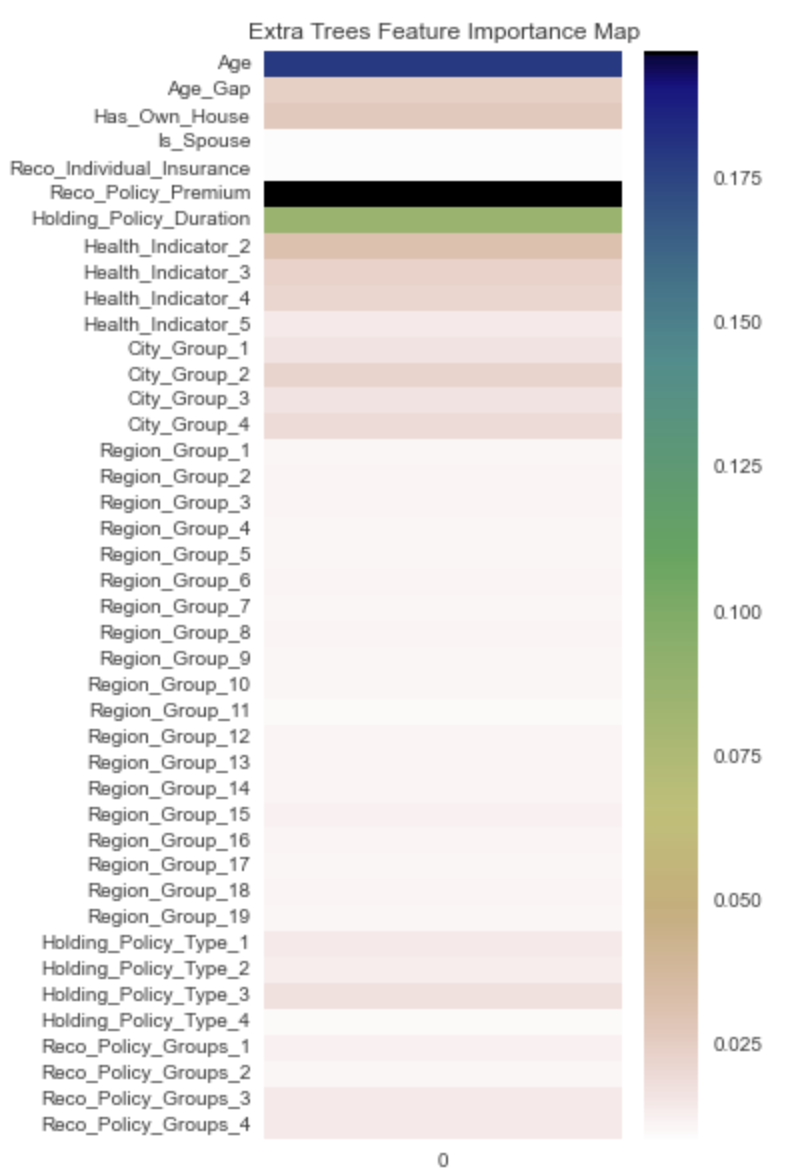 Extra Trees Feature Importance Map
Age
Age_Gap
Has_Own_House
Is_Spouse
Reco_Individual_Insurance
Reco_Policy_Premium
Holding_Policy_Duration
Health_Indicator_2
Health_Indicator_3
Health_Indicator_4
Health_Indicator_5
City_Group_1
City_Group_2
City_Group_3
City_Group_4
Region_Group_1
Region_Group_2
Region_Group_3
Region_Group_4
Region_Group_5
Region_Group_6
Region_Group_7
Region_Group_8
Region_Group_9
Region_Group_10
Region_Group_11
Region_Group_12
Region_Group_13
Region_Group_14
Region_Group_15
Region_Group_16
Region_Group_17
Region_Group_18
Region_Group_19
Holding_Policy_Type_1
Holding_Policy_Type_2
Holding_Policy_Type_3
Holding_Policy_Type_4
Reco_Policy_Groups_1
Reco_Policy_Groups_2
Reco_Policy_Groups_3
Reco_Policy_Groups_4
0
0.175
0.150
0.125
0.100
0.075
0.050
0.025